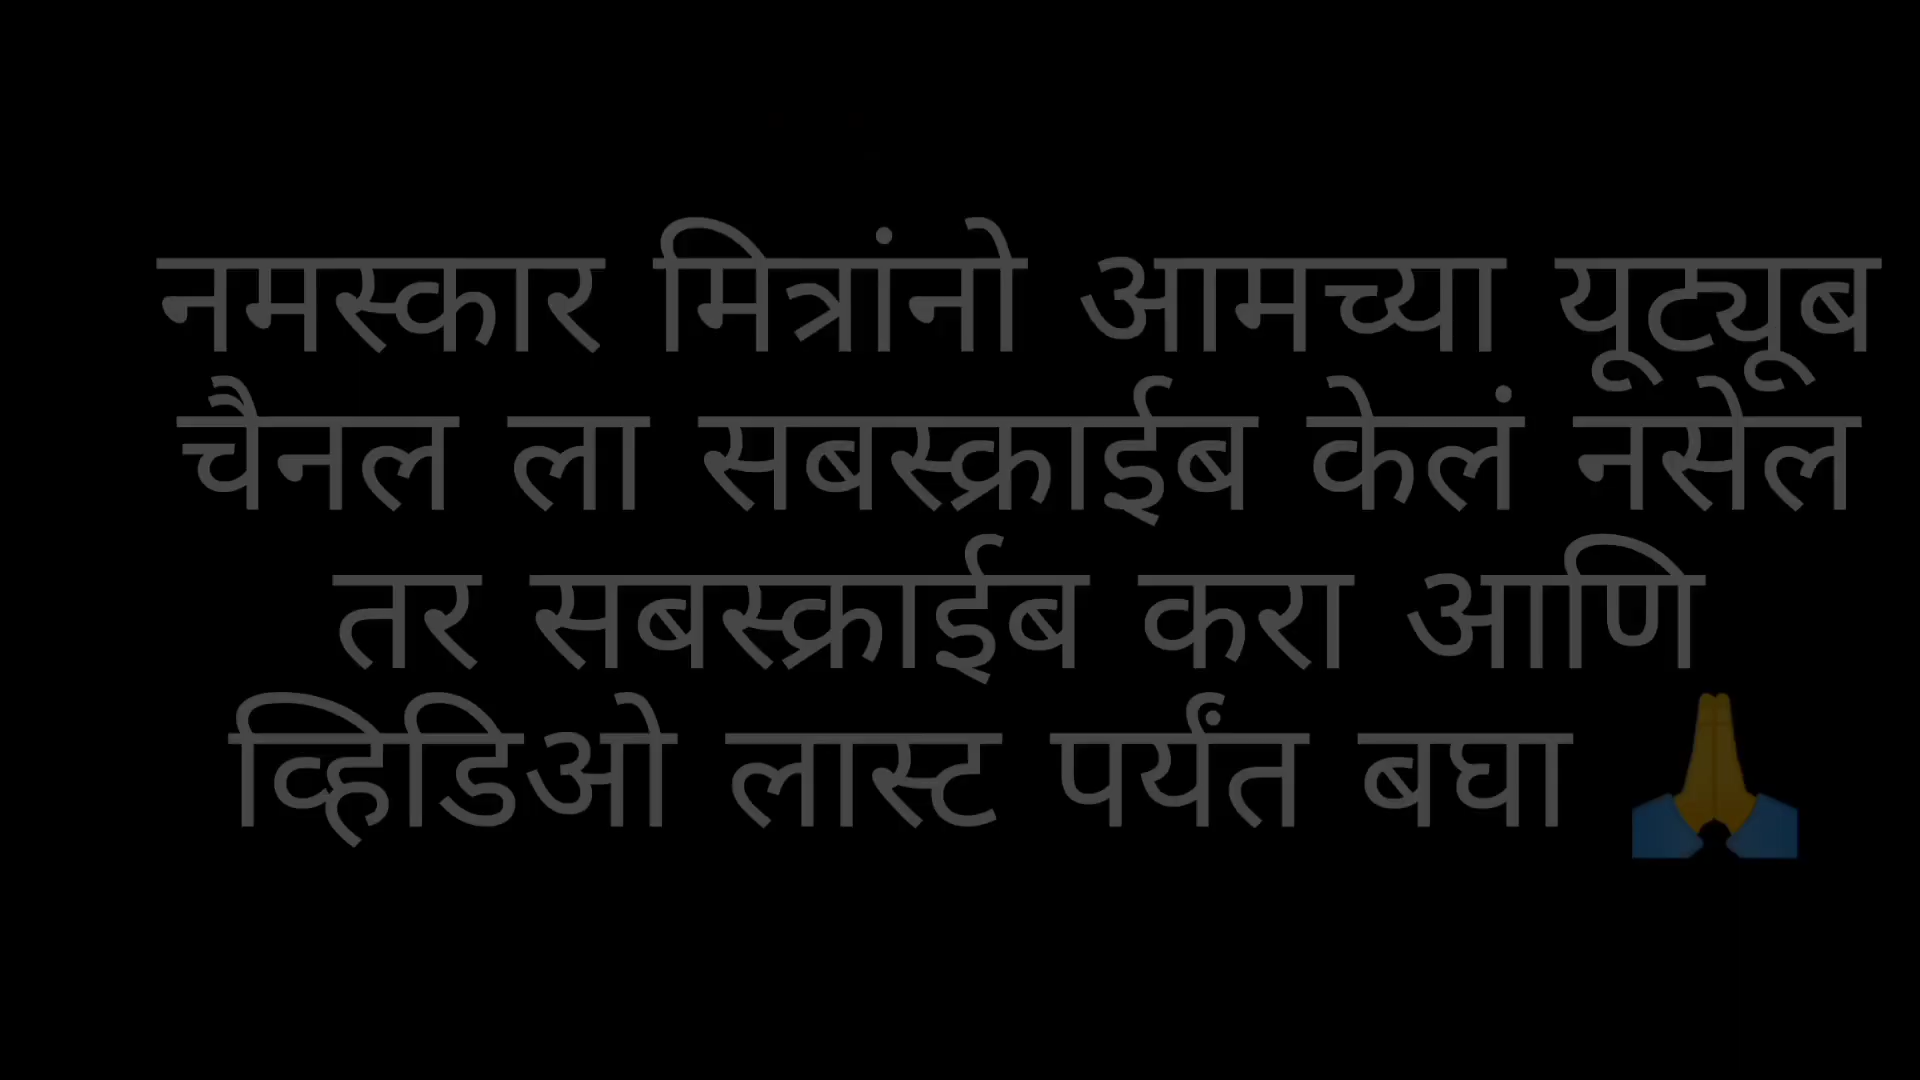 नमस्कार मित्रांनो आमच्या यूट्यूब
चैनल ला सबस्क्राईब केलं नसेल
तर सबस्क्राईब करा आणि
व्हिडिओ लास्ट पर्यंत बघा 🙏